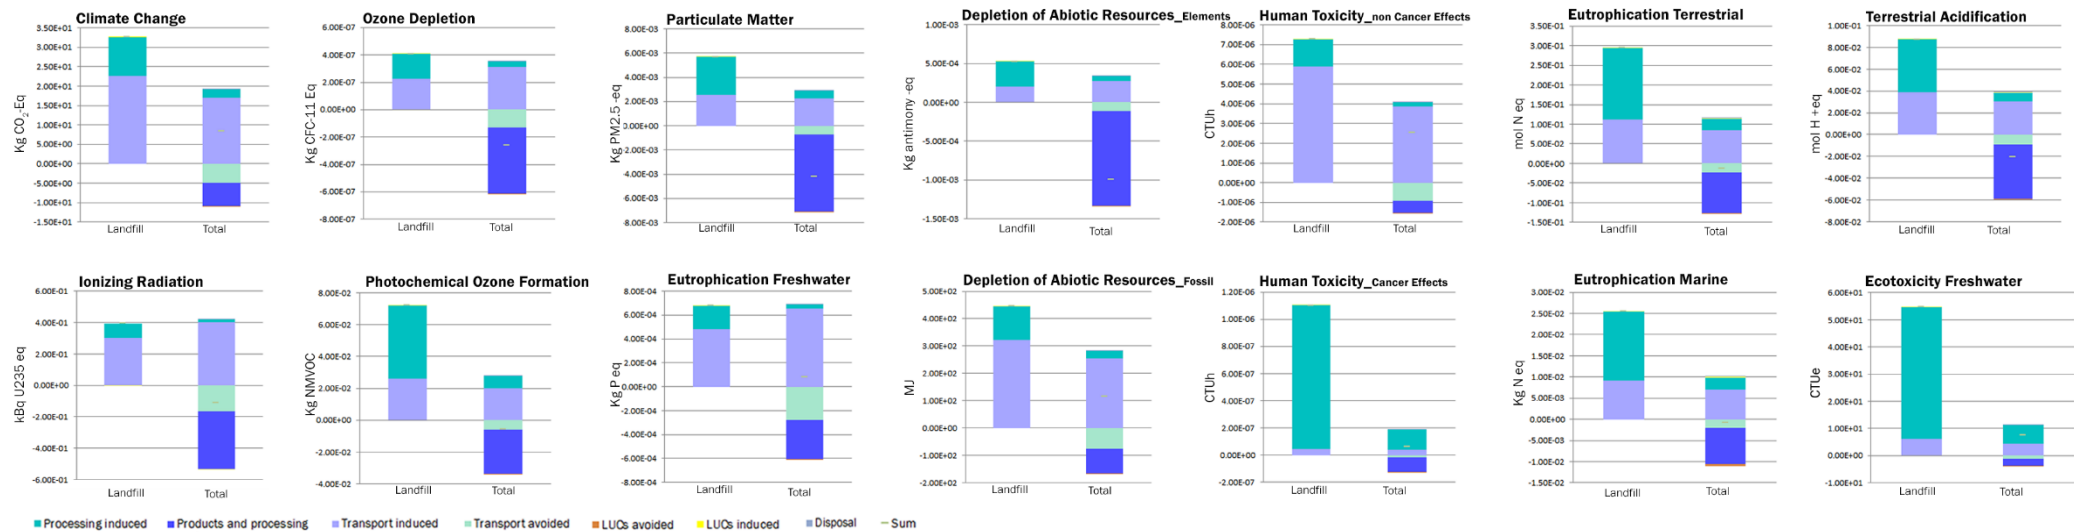 Climate Change
Kg CO2-Eq
3.50E+01
3.00E+01
2.50E+01
2.00E+01
1.50E+01
1.00E+01
5.00E+00
0.00E+00
-5.00E+00
-1.00E+01
-1.50E+01
Landfill Total
Ozone Depletion
Kg CFC-11 Eq
6.00E-07
4.00E-07
2.00E-07
0.00E+00
-2.00E-07
-4.00E-07
-6.00E-07
-8.00E-07
Landfill Total
Particulate Matter
Kg PM2.5 -eq
8.00E-03
6.00E-03
4.00E-03
2.00E-03
0.00E+00
-2.00E-03
-4.00E-03
-6.00E-03
8.00E-03
Landfill Total
Depletion of Abiotic Resources_Elements
Kg antimony -eq
1.00E-03
5.00E-04
0.00E+00
-5.00E-04
-1.00E-03
-1.50E-03
Landfill Total
Human Toxicity_non Cancer Effects
CTUh
8.00E-06
7.00E-06
6.00E-06
5.00E-06
4.00E-06
3.00E-06
2.00E-06
1.00E-06
0.00E+00
-1.00E-06
-2.00E-06
Landfill Total
Eutrophication Terrestrial
mol N eq
3.50E-01
3.00E-01
2.50E-01
2.00E-01
1.50E-01
1.00E-01
5.00E-02
0.00E+00
-5.00E-02
-1.00E-01
-1.50E-01
Landfill Total
Terrestrial Acidification
mol H +eq
1.00E-01
8.00E-02
6.00E-02
4.00E-02
2.00E-02
0.00E+00
-2.00E-02
-4.00E-02
-6.00E-02
-8.00E-02
Landfill Total
Ionizing Radiation
kBq U235 eq
6.00E-01
4.00E-01
2.00E-01
0.00E+00
-2.00E-01
-4.00E-01
-6.00E-01
Landfill Total
Photochemical Ozone Formation
Kg NMVOC
8.00E-02
6.00E-02
4.00E-02
2.00E-02
0.00E+00
-2.00E-02
-4.00E-02
Landfill Total
Eutrophication Freshwater
Kg P eq
8.00E-04
6.00E-04
4.00E-04
2.00E-04
0.00E+00
-2.00E-04
-4.00E-04
-6.00E-04
-8.00E-04
Landfill Total
Depletion of Abiotic Resources_Fossil
MJ
5.00E+02
4.00E+02
3.00E+02
2.00E+02
1.00E+02
0.00E+00
-1.00E+02
-2.00E+02
Landfill Total
Human Toxicity_Cancer Effects
CTUh
1.20E-06
1.00E-06
8.00E-07
6.00E-07
4.00E-07
2.00E-07
0.00E+00
-2.00E-07
Landfill Total
Eutrophication Marine
Kg N eq
3.00E-02
2.50E-02
2.00E-02
1.50E-02
1.00E-02
5.00E-03
0.00E+00
-5.00E-03
-1.00E-02
-1.50E-02
Landfill Total
Ecotoxicity Freshwater
CTUe
6.00E+01
5.00E+01
4.00E+01
3.00E+01
2.00E+01
1.00E+01
0.00E+00
-1.00E+01
Landfill Total
Processing induced Products and processing Transport induced Transport avoided LUCs avoided LUCs induced Disposal Sum